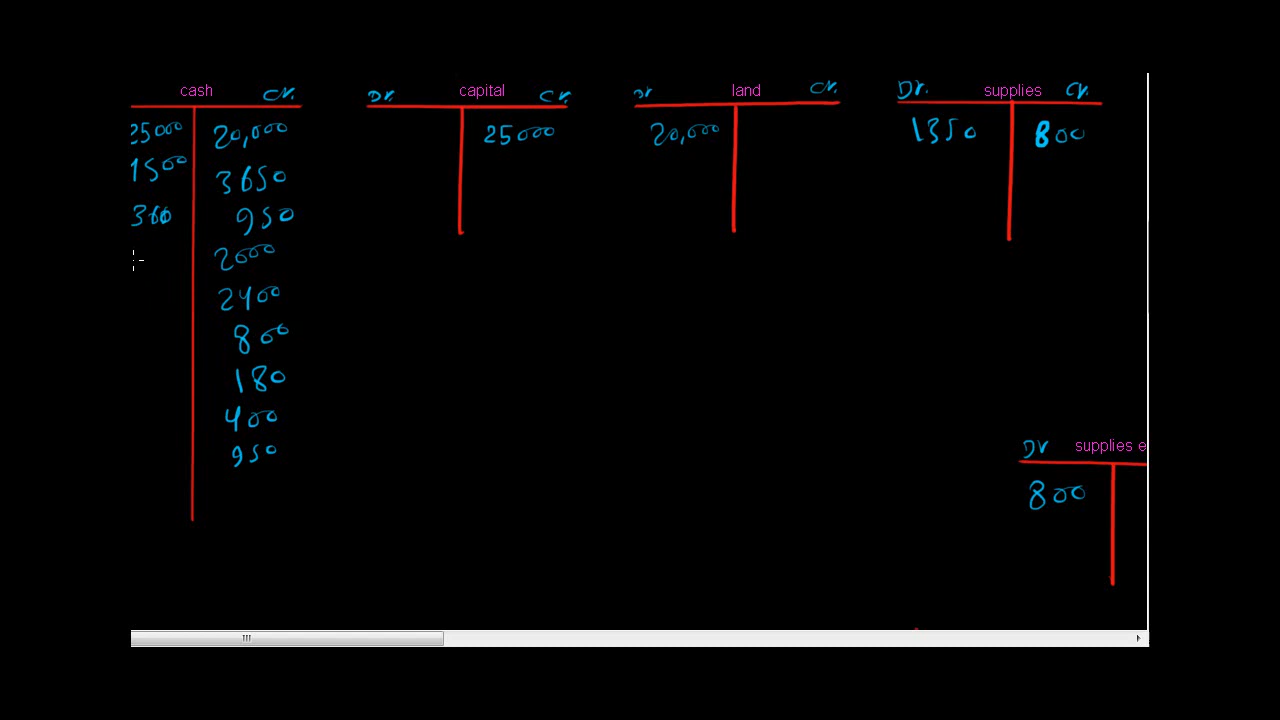 cash Cr.
25000 20,000
1500 3650
360 950
2000
2400
800
180
400
950
Dr. capital Cr.
25000
Dr land Cr.
20,000
Dr. supplies Cr.
1350 800
Dr supplies e
800